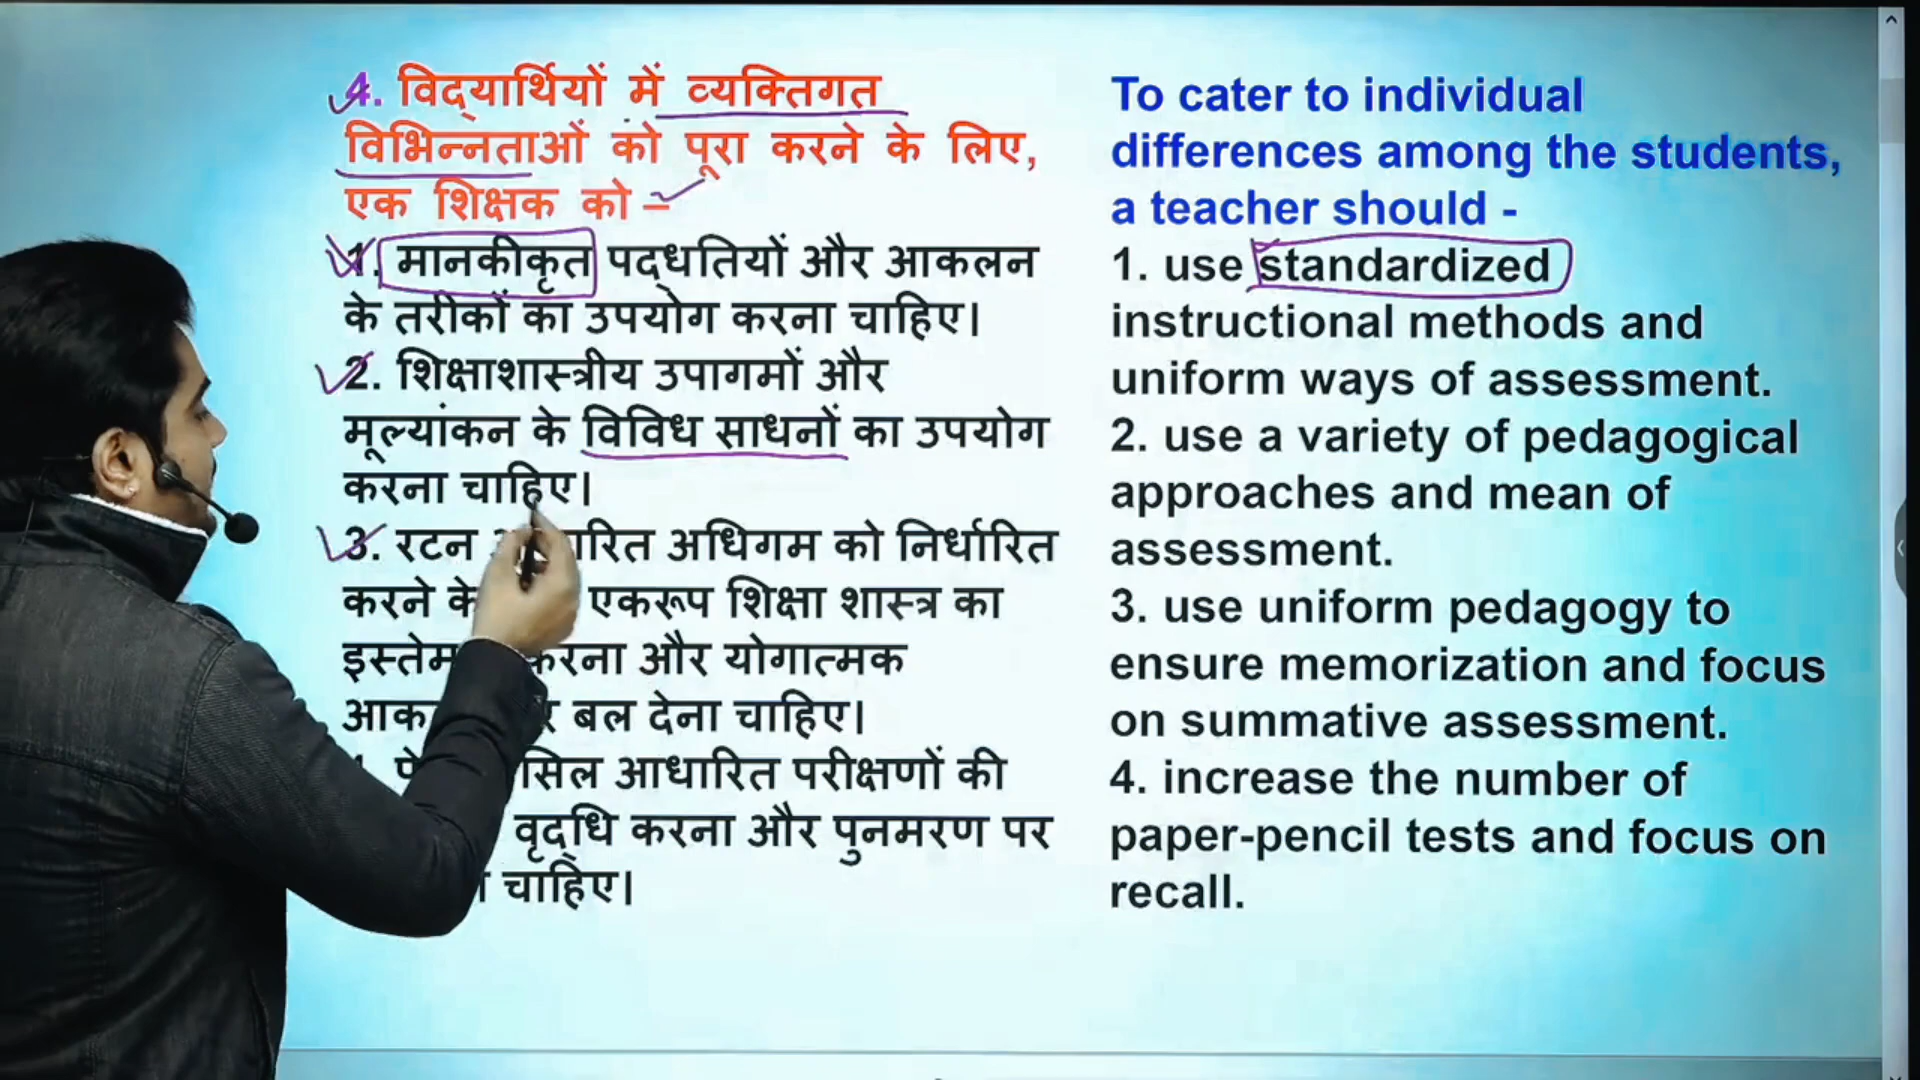 4. विद्यार्थियों में व्यक्तिगत
विभिन्नताओं को पूरा करने के लिए,
एक शिक्षक को –
1. मानकीकृत पद्धतियों और आकलन
के तरीकों का उपयोग करना चाहिए।
2. शिक्षाशास्त्रीय उपागमों और
मूल्यांकन के विविध साधनों का उपयोग
करना चाहिए।
3. रटन अधिगम को निर्धारित
करने के एकरूप शिक्षा शास्त्र का
करना और योगात्मक
बल देना चाहिए।
आधारित परीक्षणों की
वृद्धि करना और पुनमरण पर
चाहिए।
To cater to individual
differences among the students,
a teacher should -
1. use standardized
instructional methods and
uniform ways of assessment.
2. use a variety of pedagogical
approaches and mean of
assessment.
3. use uniform pedagogy to
ensure memorization and focus
on summative assessment.
4. increase the number of
paper-pencil tests and focus on
recall.